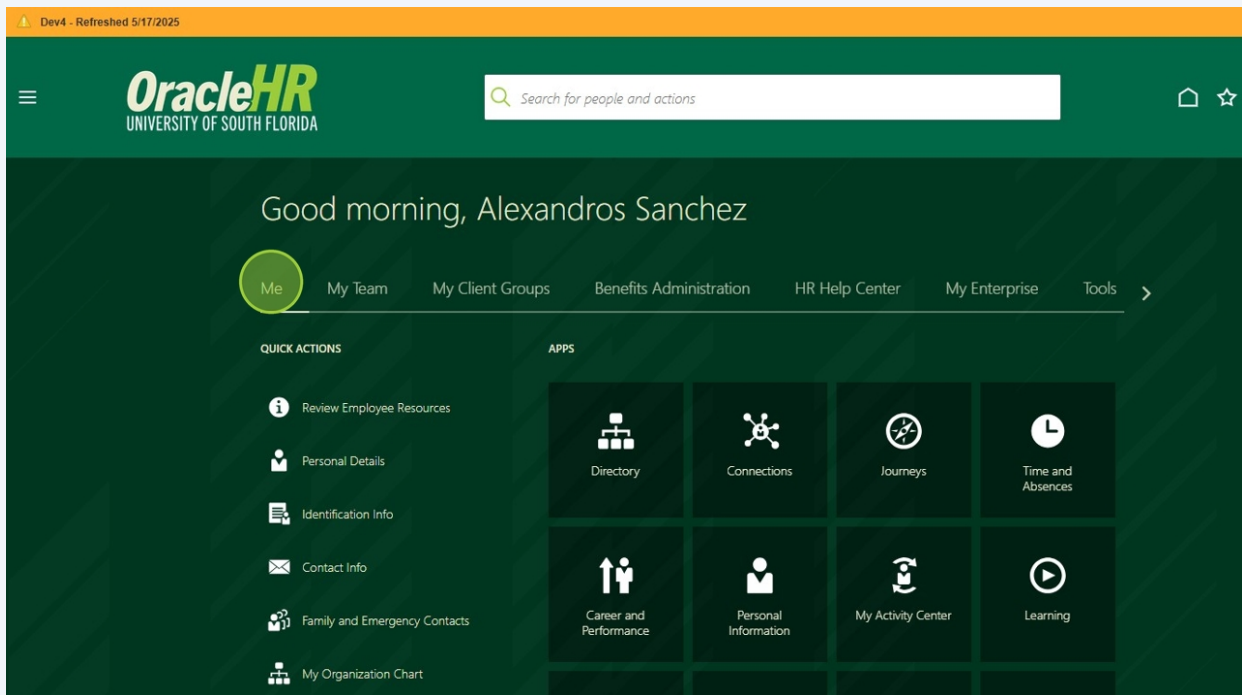 Dev4 - Refreshed 5/17/2025
OracleHR
UNIVERSITY OF SOUTH FLORIDA
Search for people and actions
Good morning, Alexandros Sanchez
Me My Team My Client Groups Benefits Administration HR Help Center My Enterprise Tools
QUICK ACTIONS
Review Employee Resources
Personal Details
Identification Info
Contact Info
Family and Emergency Contacts
My Organization Chart
APPS
Directory
Connections
Journeys
Time and
Absences
Career and
Performance
Personal
Information
My Activity Center
Learning